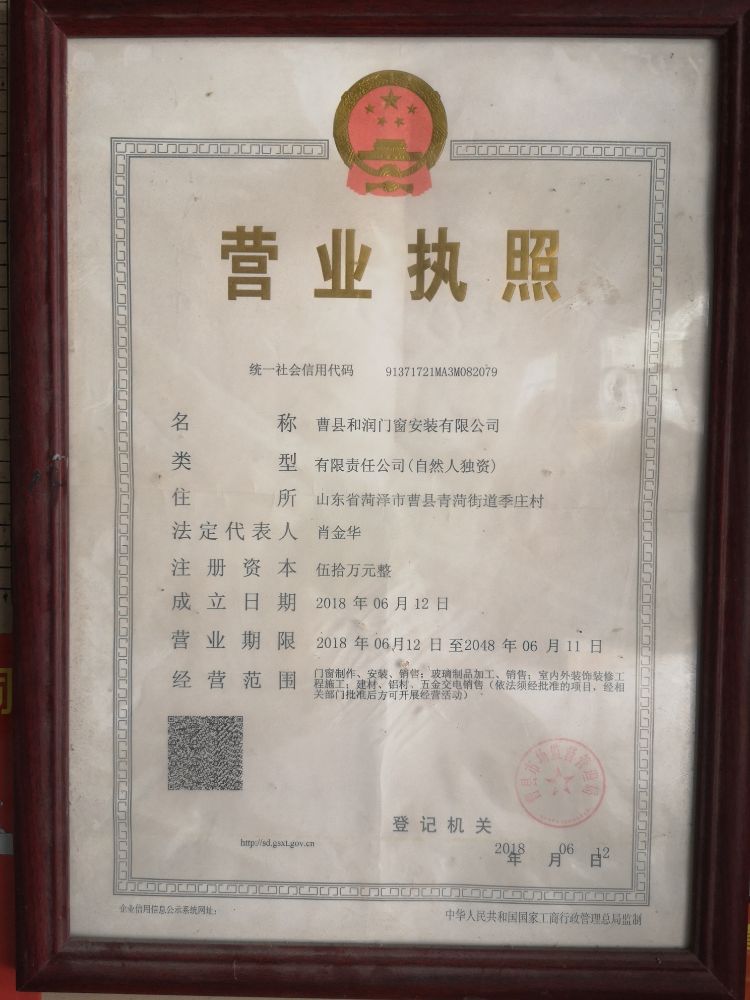 营业执照
统一社会信用代码 91371721MA3M082079
名称 曹县和润门窗安装有限公司
类型 有限责任公司(自然人独资)
住所 山东省菏泽市曹县青菏街道季庄村
法定代表人 肖金华
注册资本 伍拾万元整
成立日期 2018 年 06 月 12 日
营业期限 2018 年 06月12 日 至2048 年 06 月 11 日
经营范围 门窗制作、安装、销售；玻璃制品加工、销售；室内外装饰装修工
程施工；建材、铝材、五金交电销售（依法须经批准的项目，经相
关部门批准后方可开展经营活动）
曹县市场监督管理局
登记机关
2018 年 06 月 12 日
http://sd.gsxt.gov.cn
企业信用信息公示系统网址：
中华人民共和国国家工商行政管理总局监制